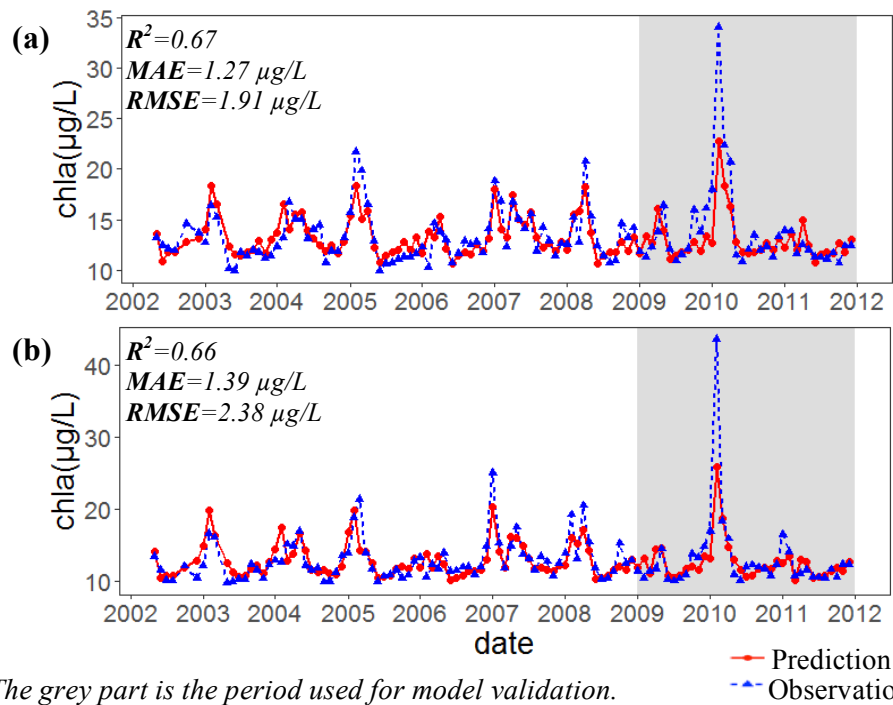 (a)
R²=0.67
MAE=1.27 µg/L
RMSE=1.91 µg/L
chla(µg/L)
35
30
25
20
15
10
2002 2003 2004 2005 2006 2007 2008 2009 2010 2011 2012
(b)
R²=0.66
MAE=1.39 µg/L
RMSE=2.38 µg/L
chla(µg/L)
40
30
20
10
2002 2003 2004 2005 2006 2007 2008 2009 2010 2011 2012
date
Prediction
The grey part is the period used for model validation.
Observatio